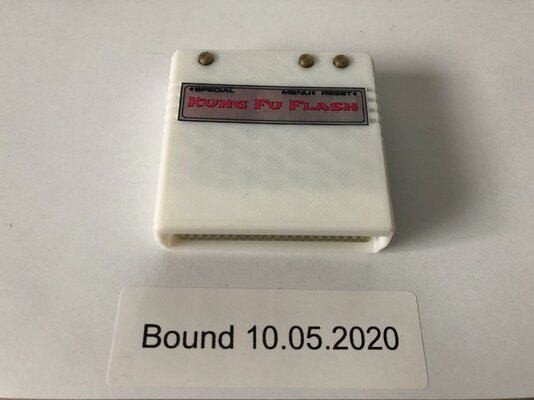 SPECIAL MENU RESET
KUNG FU FLASH
Bound 10.05.2020